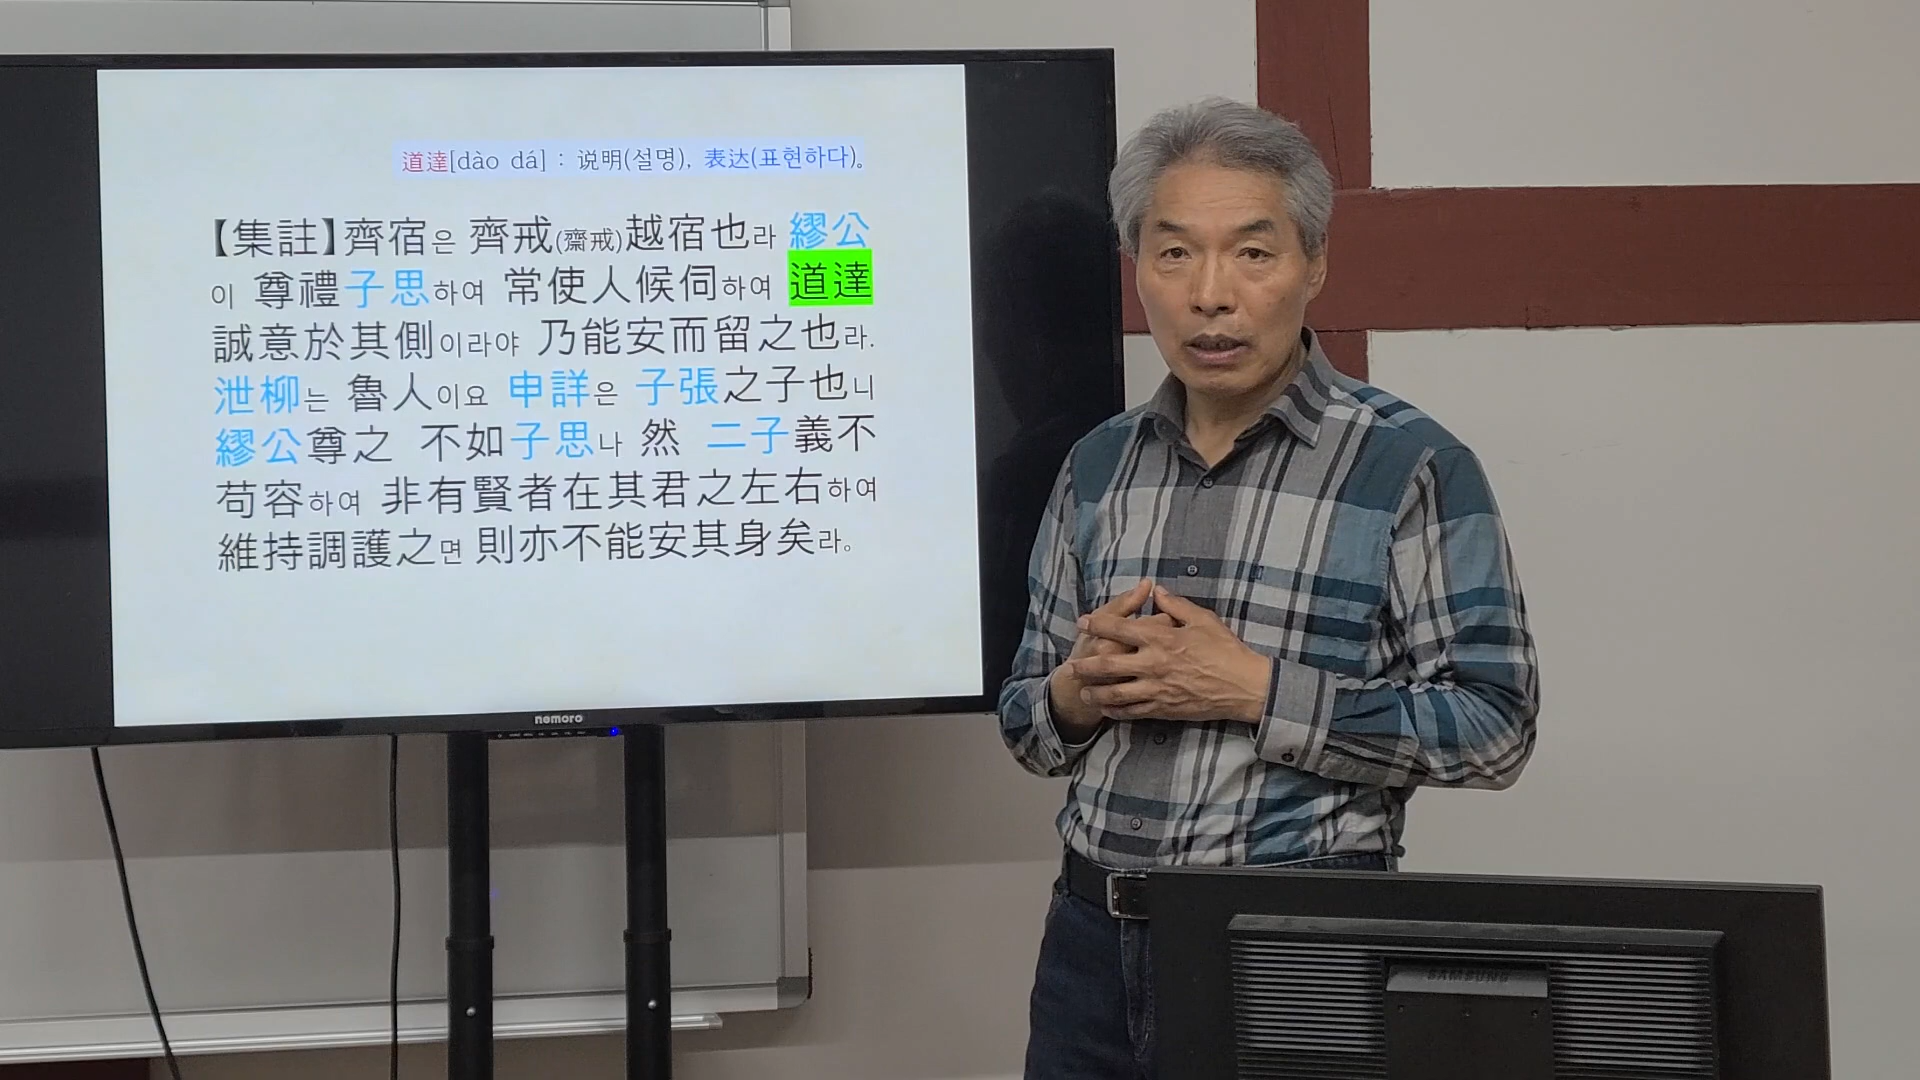 道達[dào dá] : 说明(설명), 表达(표현하다)。
【集註】齊宿은 齊戒(齋戒)越宿也라 繆公
이 尊禮子思하여 常使人候伺하여 道達
誠意於其側이라야 乃能安而留之也라.
泄柳는 魯人이요 申詳은 子張之子也니
繆公尊之 不如子思나 然 二子義不
苟容하여 非有賢者在其君之左右하여
維持調護之면 則亦不能安其身矣라。
nemoro
SAMSUNG